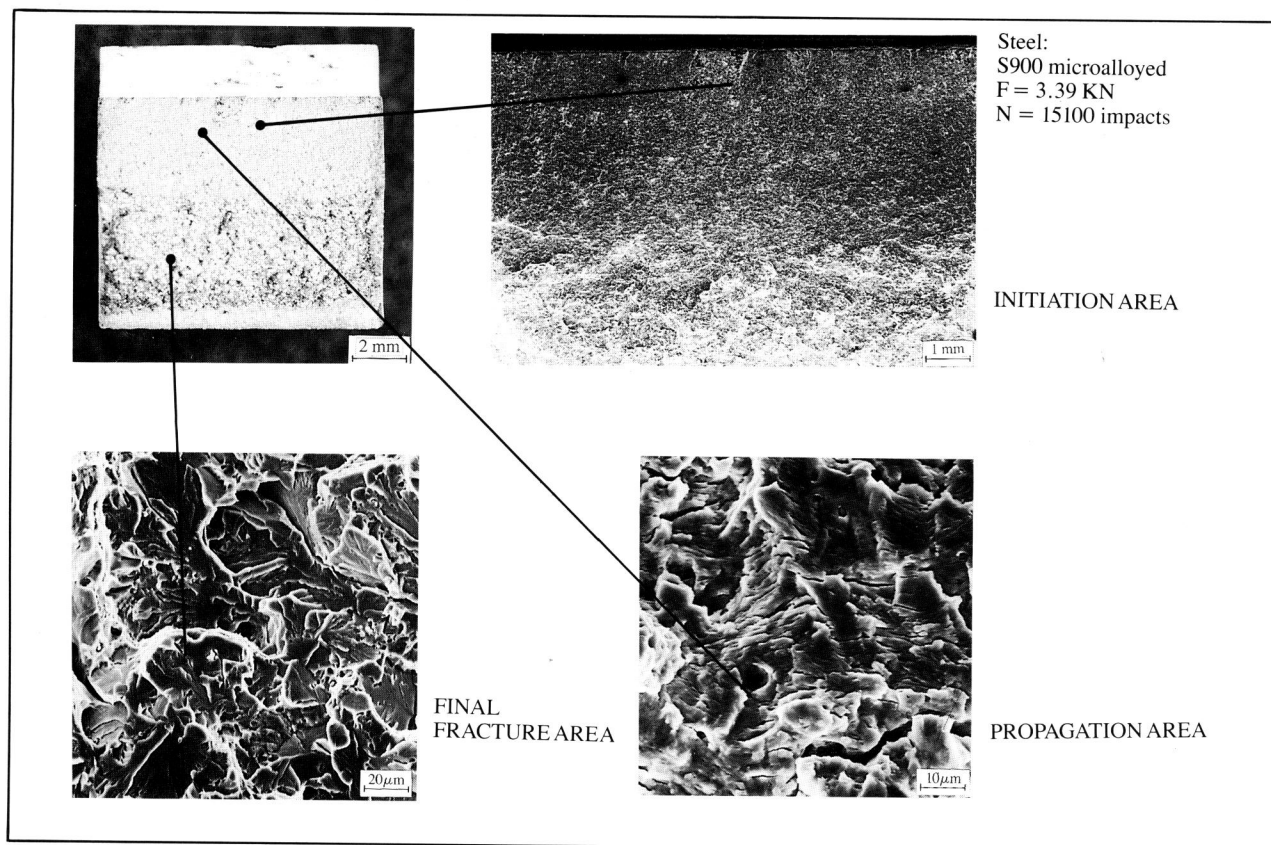 Steel:
S900 microalloyed
F = 3.39 KN
N = 15100 impacts
2 mm
1 mm
INITIATION AREA
FINAL
FRACTURE AREA
20μm
PROPAGATION AREA
10μm